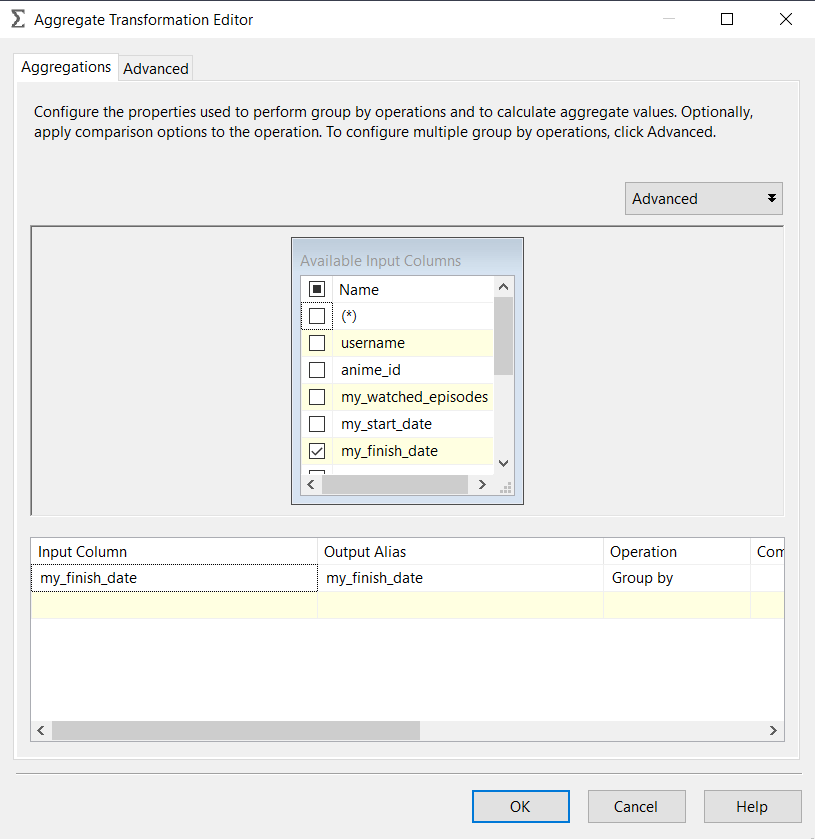 Aggregate Transformation Editor
Aggregations Advanced
Configure the properties used to perform group by operations and to calculate aggregate values. Optionally,
apply comparison options to the operation. To configure multiple group by operations, click Advanced.
Advanced
Available Input Columns
Name
(*)
username
anime_id
my_watched_episodes
my_start_date
my_finish_date
Input Column Output Alias Operation Com
my_finish_date my_finish_date Group by
OK Cancel Help